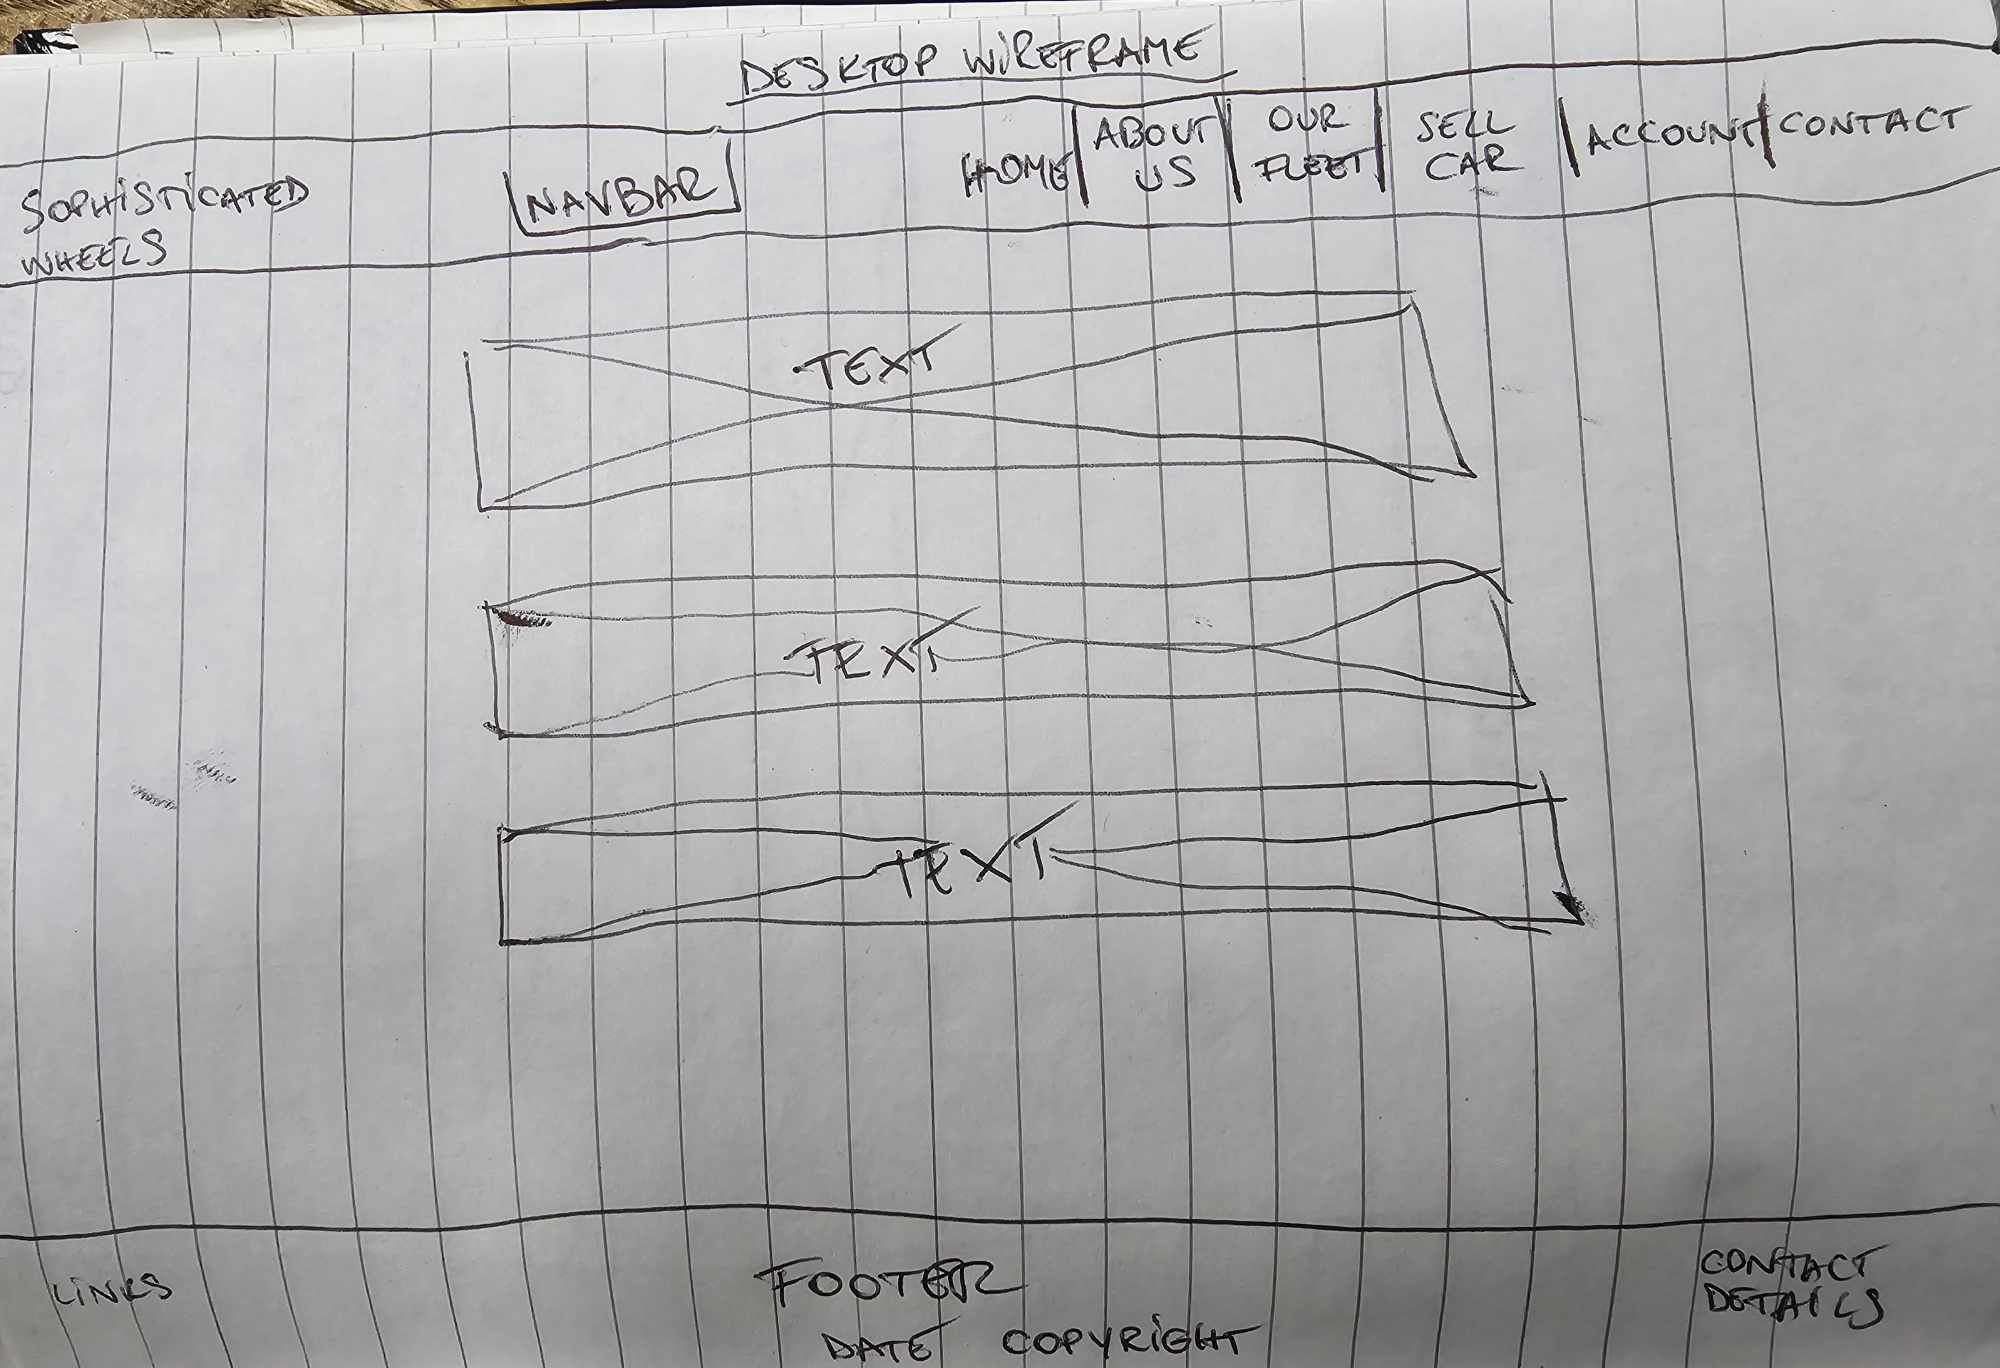 DESKTOP WIREFRAME
SOPHISTICATED
WHEELS
NAVBAR
HOME
ABOUT
US
OUR
FLEET
SELL
CAR
ACCOUNT
CONTACT
TEXT
TEXT
TEXT
LINKS
FOOTER
DATE COPYRIGHT
CONTACT
DETAILS